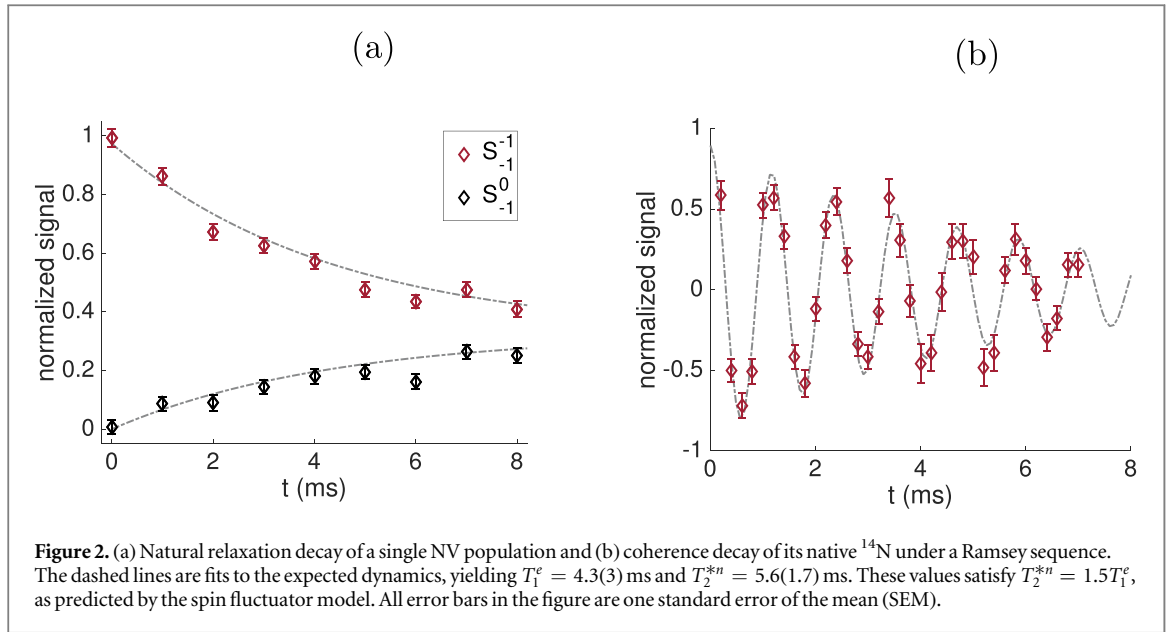 (a)
(b)
1
0.8
0.6
0.4
0.2
0
normalized signal
0 2 4 6 8
t (ms)
S-1-1
S0-1
1
0.5
0
-0.5
-1
normalized signal
0 2 4 6 8
t (ms)
Figure 2. (a) Natural relaxation decay of a single NV population and (b) coherence decay of its native 14N under a Ramsey sequence.
The dashed lines are fits to the expected dynamics, yielding T1e = 4.3(3) ms and T2*n = 5.6(1.7) ms. These values satisfy T2*n = 1.5T1e,
as predicted by the spin fluctuator model. All error bars in the figure are one standard error of the mean (SEM).